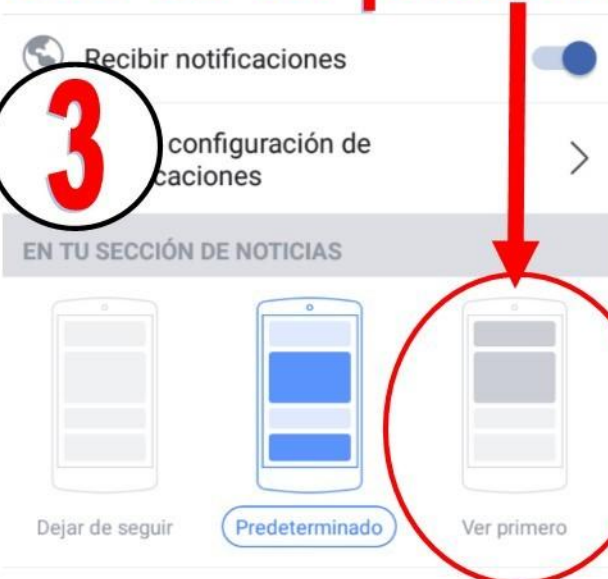 Recibir notificaciones
3
configuración de
caciones
EN TU SECCIÓN DE NOTICIAS
Dejar de seguir
Predeterminado
Ver primero